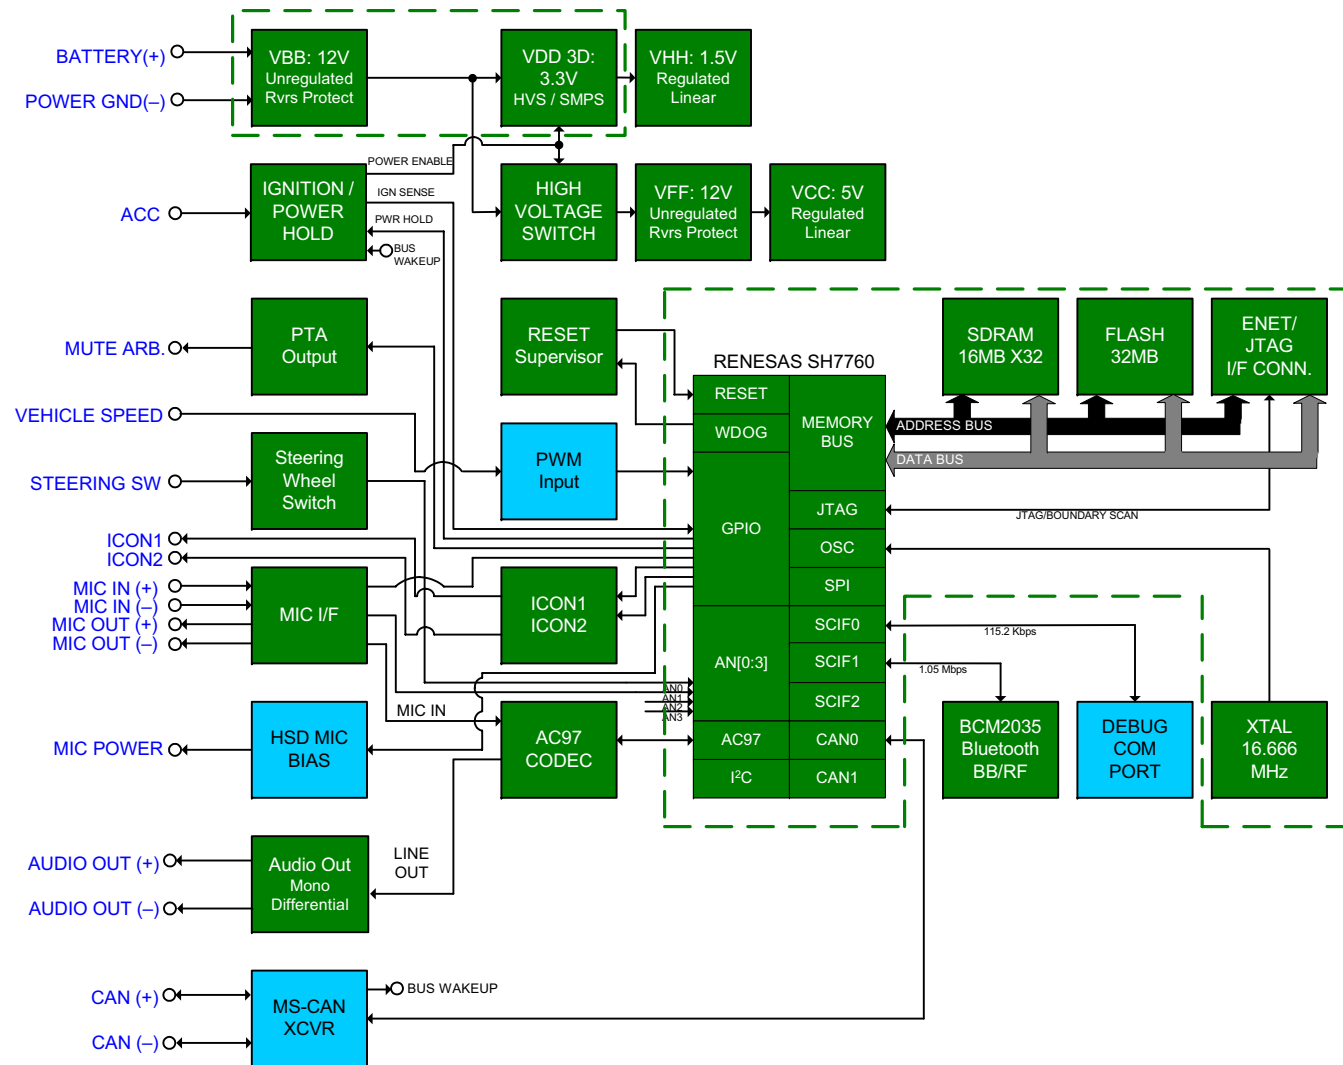 BATTERY(+)
POWER GND(–)
VBB: 12V
Unregulated
Rvrs Protect
VDD 3D:
3.3V
HVS / SMPS
VHH: 1.5V
Regulated
Linear
ACC
IGNITION /
POWER
HOLD
POWER ENABLE
IGN SENSE
PWR HOLD
BUS
WAKEUP
HIGH
VOLTAGE
SWITCH
VFF: 12V
Unregulated
Rvrs Protect
VCC: 5V
Regulated
Linear
MUTE ARB.
PTA
Output
RESET
Supervisor
RENESAS SH7760
SDRAM
16MB X32
FLASH
32MB
ENET/
JTAG
I/F CONN.
VEHICLE SPEED
STEERING SW
Steering
Wheel
Switch
PWM
Input
RESET
WDOG
GPIO
AN[0:3]
AC97
I²C
MEMORY
BUS
JTAG
OSC
SPI
SCIF0
SCIF1
SCIF2
CAN0
CAN1
ADDRESS BUS
DATA BUS
JTAG/BOUNDARY SCAN
115.2 Kbps
1.05 Mbps
ICON1
ICON2
MIC IN (+)
MIC IN (–)
MIC OUT (+)
MIC OUT (–)
MIC I/F
ICON1
ICON2
AN0
AN1
AN2
AN3
MIC IN
MIC POWER
HSD MIC
BIAS
AC97
CODEC
BCM2035
Bluetooth
BB/RF
DEBUG
COM
PORT
XTAL
16.666
MHz
AUDIO OUT (+)
AUDIO OUT (–)
Audio Out
Mono
Differential
LINE
OUT
CAN (+)
CAN (–)
MS-CAN
XCVR
BUS WAKEUP